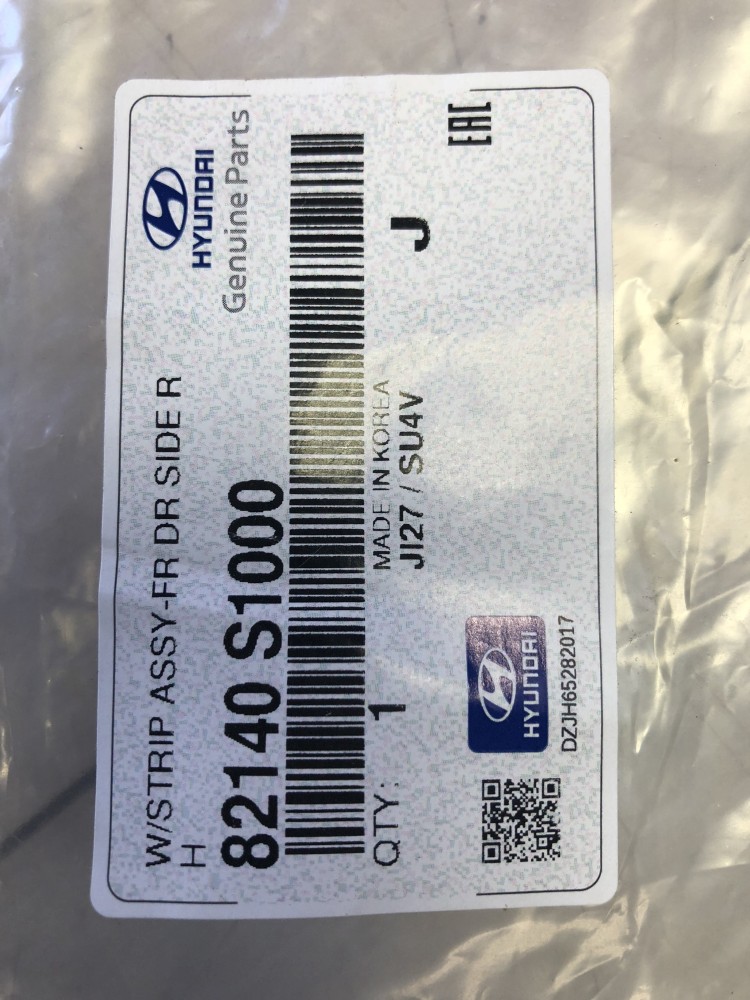 HYUNDAI
Genuine Parts
EAC
W/STRIP ASSY-FR DR SIDE R
H
82140 S1000
J
MADE IN KOREA
JI27 / SU4V
QTY: 1
HYUNDAI
DZJH65282017